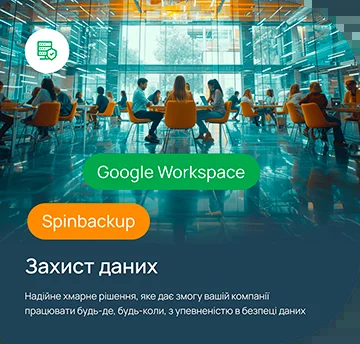 Google Workspace
Spinbackup
Захист даних
Надійне хмарне рішення, яке дає змогу вашій компанії
працювати будь-де, будь-коли, з упевненістю в безпеці даних